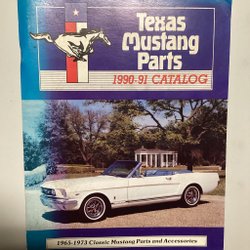 Texas
Mustang
Parts
1990-91 CATALOG
1965-1973 Classic Mustang Parts and Accessories